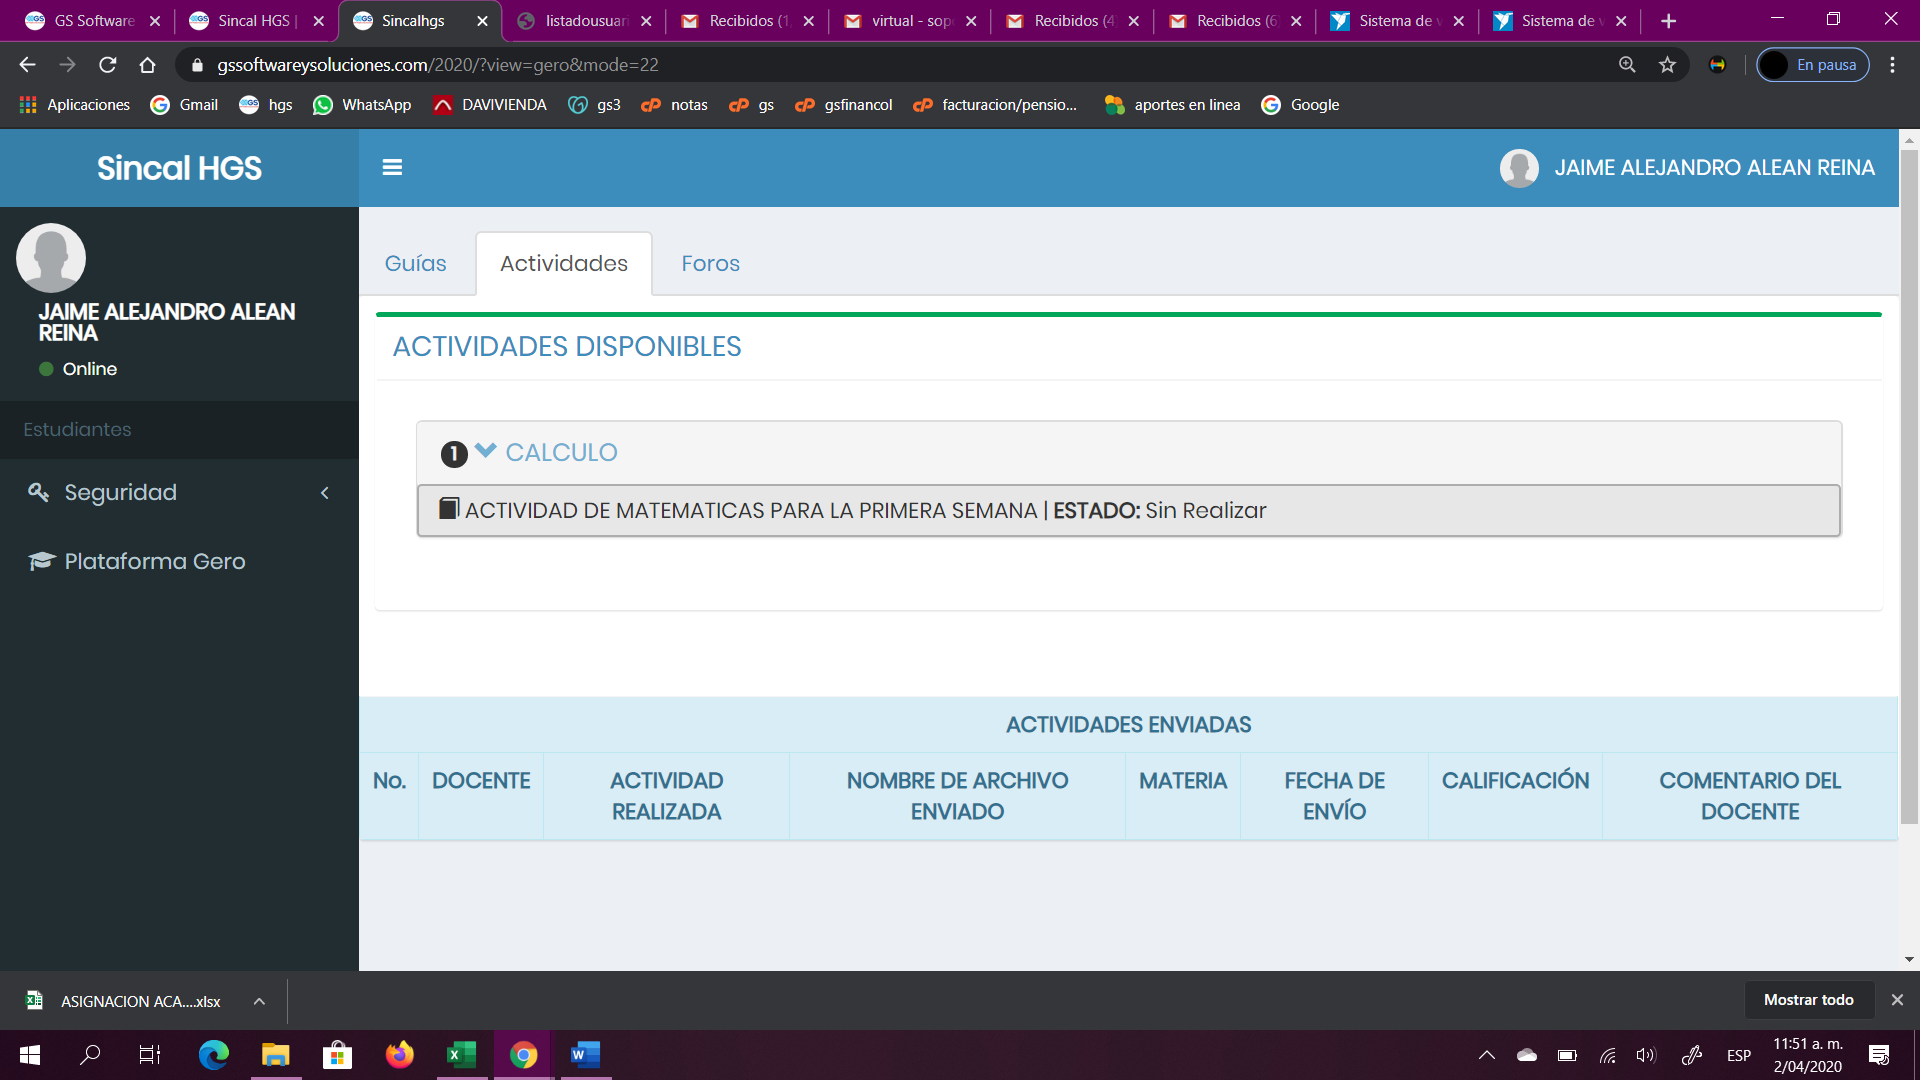 GS Software
Sincal HGS |
Sincalhgs
listadousuari
Recibidos (1,
virtual - sop
Recibidos (4)
Recibidos (6)
Sistema de v
Sistema de v
gssoftwareysoluciones.com/2020/?view=gero&mode=22
En pausa
Aplicaciones
Gmail
hgs
WhatsApp
DAVIVIENDA
gs3
notas
gs
gsfinancol
facturacion/pensio...
aportes en linea
Google
Sincal HGS
JAIME ALEJANDRO ALEAN REINA
JAIME ALEJANDRO ALEAN
REINA
Online
Estudiantes
Seguridad
Plataforma Gero
Guías
Actividades
Foros
ACTIVIDADES DISPONIBLES
1 CALCULO
ACTIVIDAD DE MATEMATICAS PARA LA PRIMERA SEMANA | ESTADO: Sin Realizar
ACTIVIDADES ENVIADAS
No.
DOCENTE
ACTIVIDAD
REALIZADA
NOMBRE DE ARCHIVO
ENVIADO
MATERIA
FECHA DE
ENVÍO
CALIFICACIÓN
COMENTARIO DEL
DOCENTE
ASIGNACION ACA....xlsx
Mostrar todo
ESP
11:51 a. m.
2/04/2020